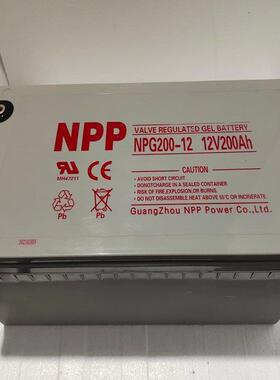 VALVE REGULATED GEL BATTERY
NPP
NPG200-12 12V200Ah
CAUTION
MH47211
• AVOID SHORT CIRCUIT
• DONOTCHARGE IN A SEALED CONTAINER
• RISK OF FIRE,EXPLOSION,OR BURNS.
• DO NOT DISASSEMBLE,HEAT ABOVE 55°C OR INCINERATE.
Pb Pb
GuangZhou NPP Power Co.,Ltd.